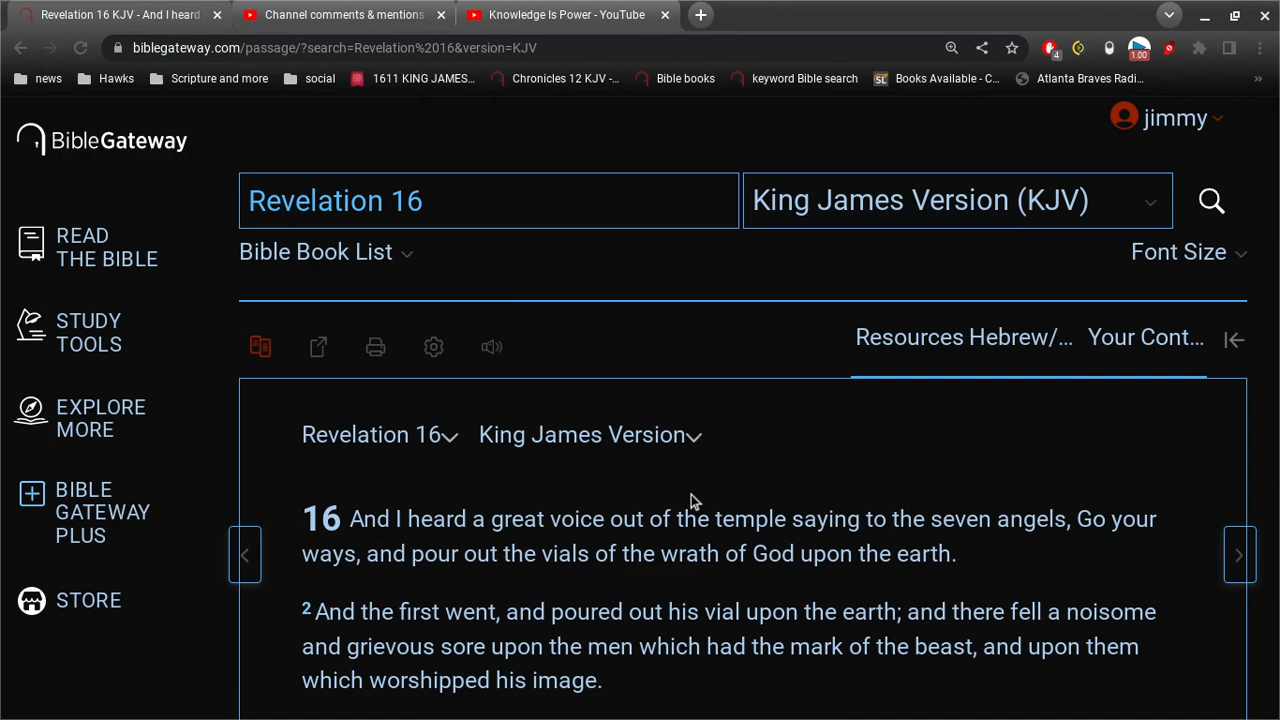 Revelation 16 KJV - And I heard
Channel comments & mentions
Knowledge Is Power - YouTube
biblegateway.com/passage/?search=Revelation%2016&version=KJV
4
1.00
news
Hawks
Scripture and more
social
1611 KING JAMES...
Chronicles 12 KJV -...
Bible books
keyword Bible search
SL
Books Available - C...
Atlanta Braves Radi...
»
BibleGateway
jimmy
Revelation 16
King James Version (KJV)
Bible Book List
Font Size
READ
THE BIBLE
STUDY
TOOLS
EXPLORE
MORE
BIBLE
GATEWAY
PLUS
STORE
Resources Hebrew/...
Your Cont...
Revelation 16
King James Version
16 And I heard a great voice out of the temple saying to the seven angels, Go your
ways, and pour out the vials of the wrath of God upon the earth.
2 And the first went, and poured out his vial upon the earth; and there fell a noisome
and grievous sore upon the men which had the mark of the beast, and upon them
which worshipped his image.